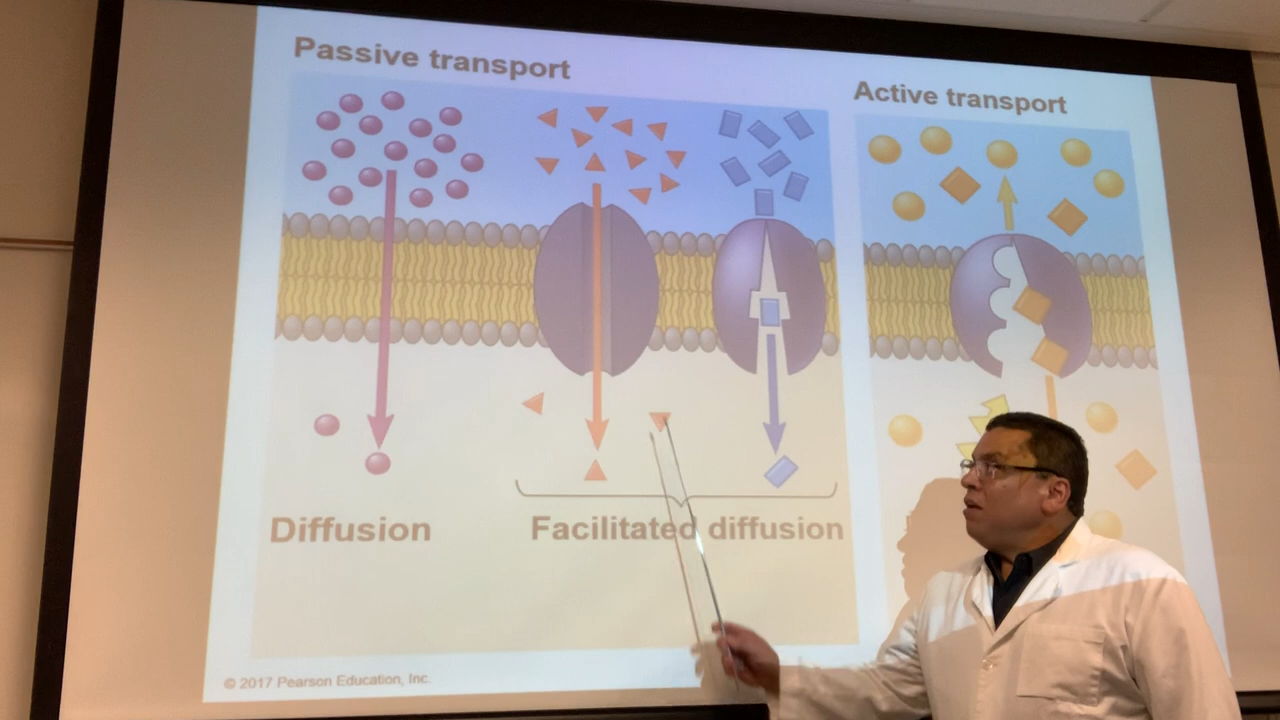 Passive transport
Active transport
Diffusion
Facilitated diffusion
© 2017 Pearson Education, Inc.